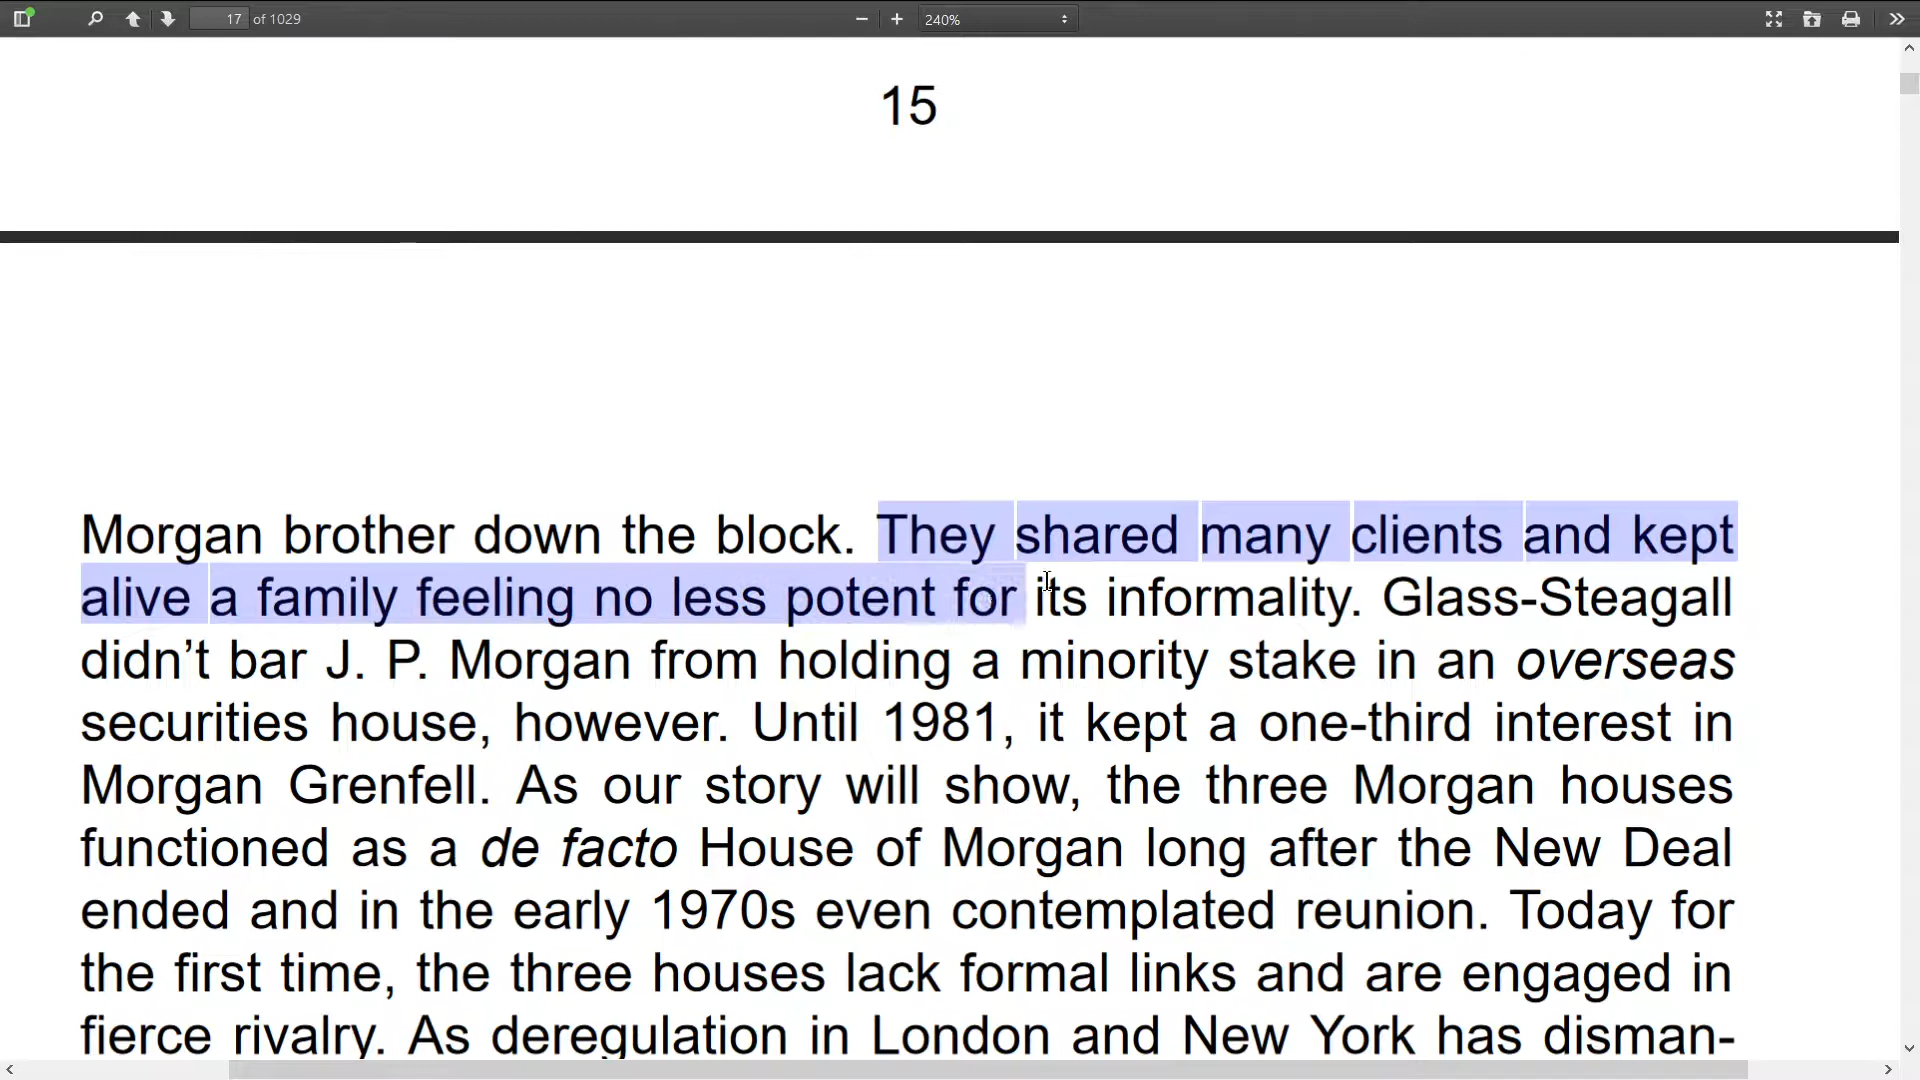 17 of 1029 240%
15
Morgan brother down the block. They shared many clients and kept
alive a family feeling no less potent for its informality. Glass-Steagall
didn’t bar J. P. Morgan from holding a minority stake in an overseas
securities house, however. Until 1981, it kept a one-third interest in
Morgan Grenfell. As our story will show, the three Morgan houses
functioned as a de facto House of Morgan long after the New Deal
ended and in the early 1970s even contemplated reunion. Today for
the first time, the three houses lack formal links and are engaged in
fierce rivalry. As deregulation in London and New York has disman-